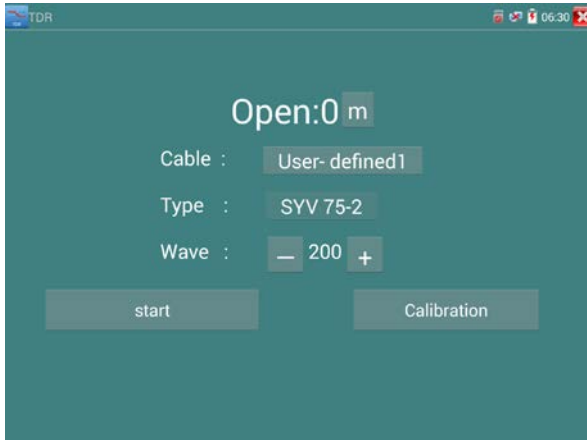 TDR 06:30
Open:0 m
Cable : User- defined1
Type : SYV 75-2
Wave : — 200 +
start Calibration